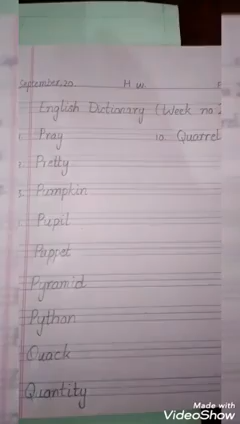 September,20 H W
English Dictionary (Week no
1. Pray 10. Quarrel
2. Pretty
3. Pumpkin
Pupil
Puppet
Pyramid
Python
Quack
Quantity
Made with
VideoShow